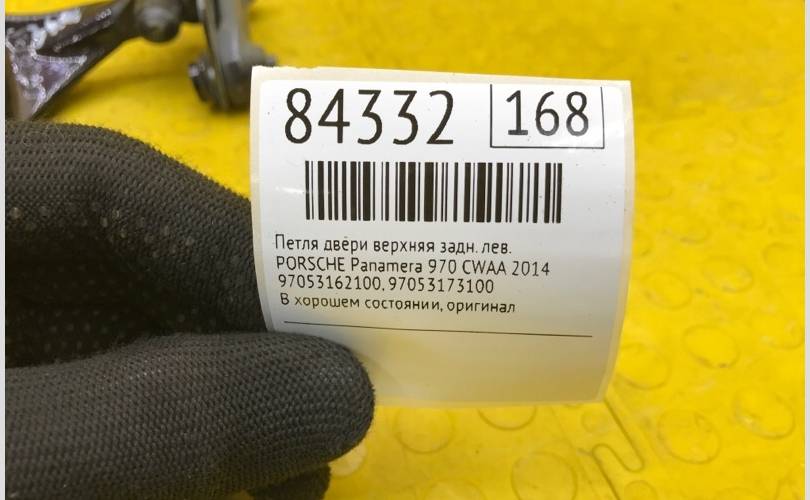 84332 168
Петля двери верхняя задн. лев.
PORSCHE Panamera 970 CWAA 2014
97053162100, 97053173100
В хорошем состоянии, оригинал